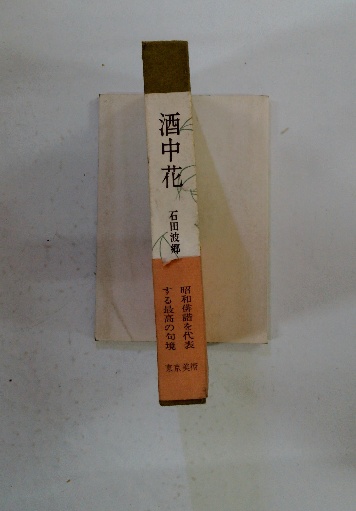 酒中花
石田波郷
昭和俳諧を代表
する最高の句境
東京美術